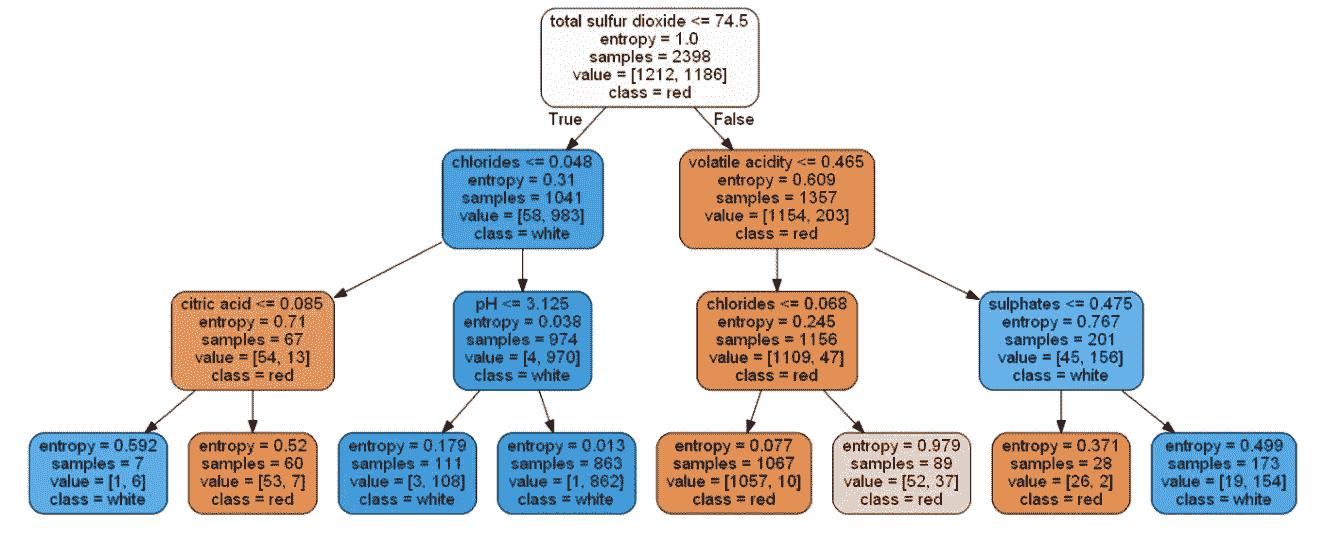 total sulfur dioxide <= 74.5
entropy = 1.0
samples = 2398
value = [1212, 1186]
class = red
True
False
chlorides <= 0.048
entropy = 0.31
samples = 1041
value = [58, 983]
class = white
volatile acidity <= 0.465
entropy = 0.609
samples = 1357
value = [1154, 203]
class = red
citric acid <= 0.085
entropy = 0.71
samples = 67
value = [54, 13]
class = red
pH <= 3.125
entropy = 0.038
samples = 974
value = [4, 970]
class = white
chlorides <= 0.068
entropy = 0.245
samples = 1156
value = [1109, 47]
class = red
sulphates <= 0.475
entropy = 0.767
samples = 201
value = [45, 156]
class = white
entropy = 0.592
samples = 7
value = [1, 6]
class = white
entropy = 0.52
samples = 60
value = [53, 7]
class = red
entropy = 0.179
samples = 111
value = [3, 108]
class = white
entropy = 0.013
samples = 863
value = [1, 862]
class = white
entropy = 0.077
samples = 1067
value = [1057, 10]
class = red
entropy = 0.979
samples = 89
value = [52, 37]
class = red
entropy = 0.371
samples = 28
value = [26, 2]
class = red
entropy = 0.499
samples = 173
value = [19, 154]
class = white